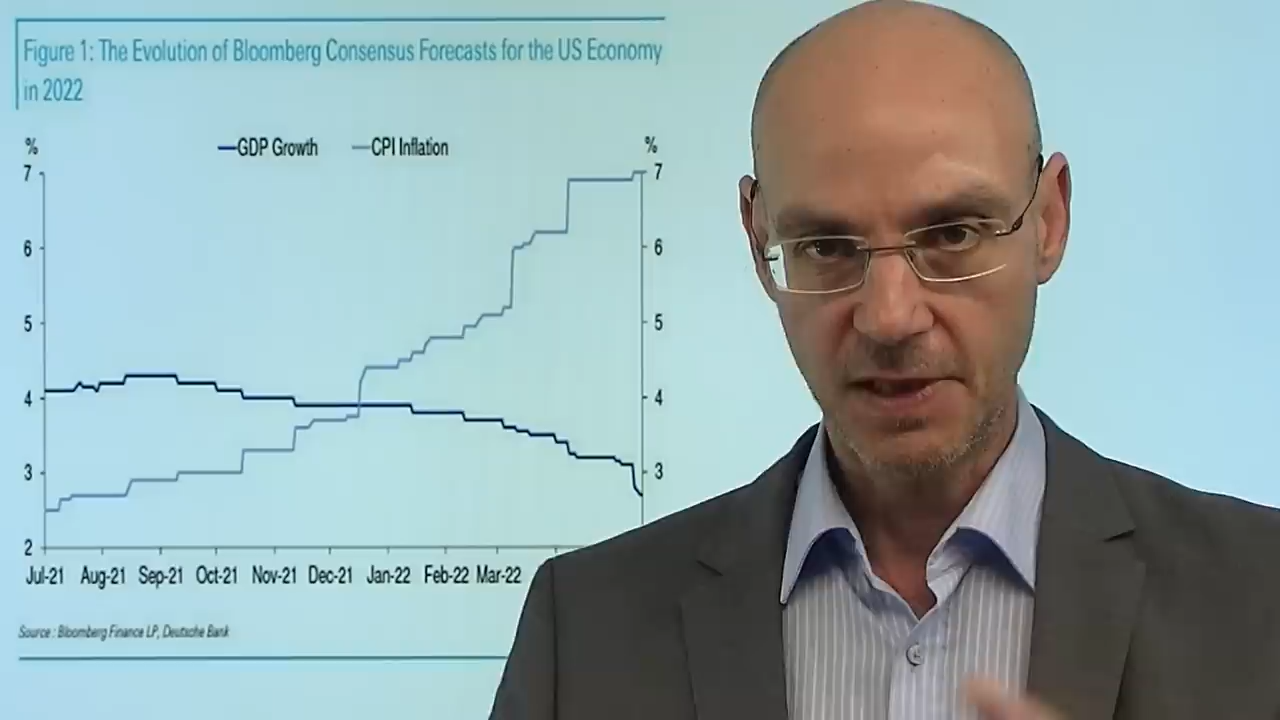 Figure 1: The Evolution of Bloomberg Consensus Forecasts for the US Economy
in 2022
% GDP Growth CPI Inflation %
7 7
6 6
5 5
4 4
3 3
2
Jul-21 Aug-21 Sep-21 Oct-21 Nov-21 Dec-21 Jan-22 Feb-22 Mar-22
Source : Bloomberg Finance LP, Deutsche Bank